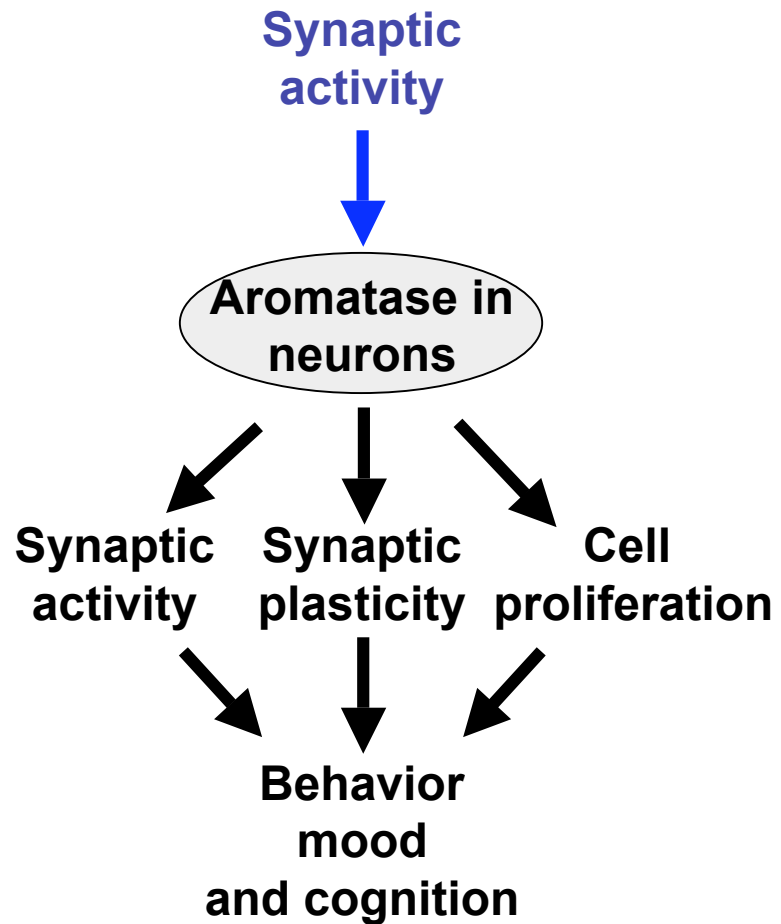 Synaptic
activity
Aromatase in
neurons
Synaptic
activity
Synaptic
plasticity
Cell
proliferation
Behavior
mood
and cognition